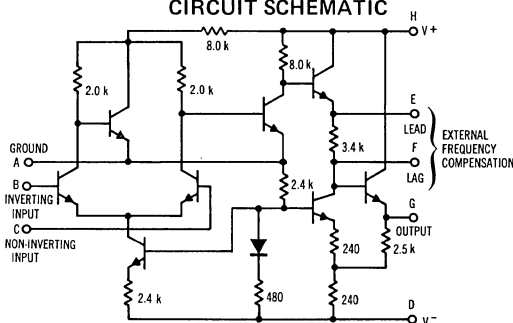 CIRCUIT SCHEMATIC
H
V+
8.0 k
8.0 k
2.0 k
2.0 k
E
LEAD
3.4 k
EXTERNAL
FREQUENCY
COMPENSATION
GROUND
A
F
LAG
B
INVERTING
INPUT
2.4 k
C
NON-INVERTING
INPUT
G
OUTPUT
240
2.5 k
2.4 k
480
240
D
V−